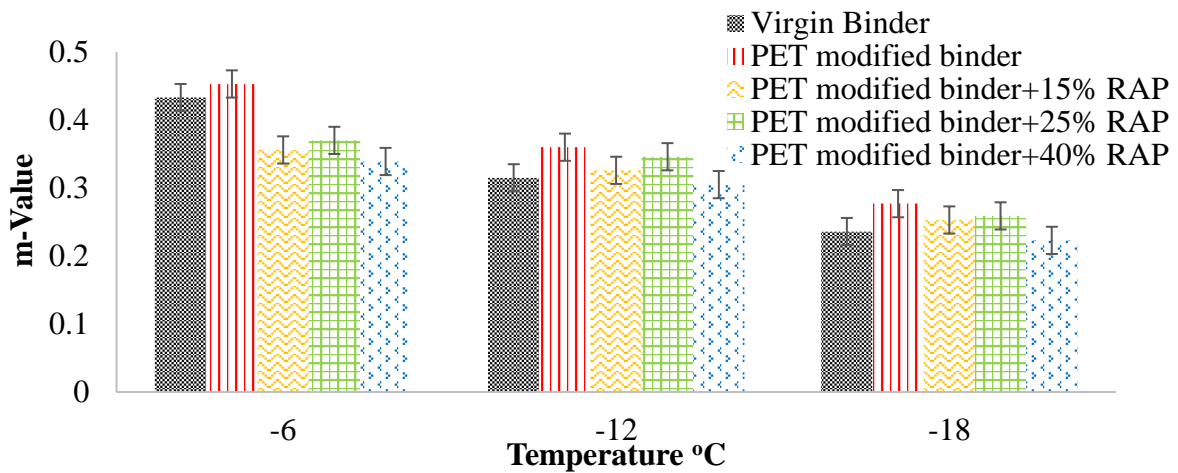 Virgin Binder
PET modified binder
PET modified binder+15% RAP
PET modified binder+25% RAP
PET modified binder+40% RAP
m-Value
0.5
0.4
0.3
0.2
0.1
0
-6
-12
-18
Temperature ᵒC